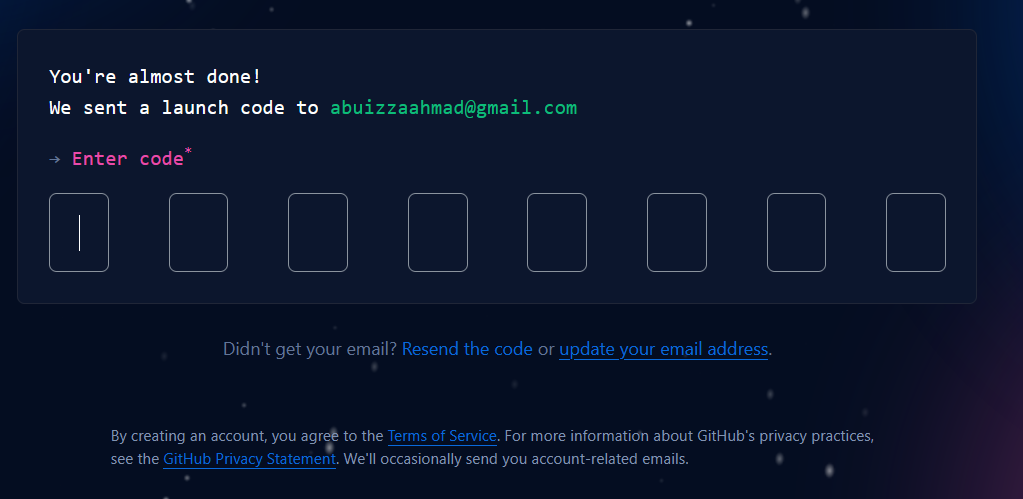 You're almost done!
We sent a launch code to abuizzaahmad@gmail.com
→ Enter code*
Didn't get your email? Resend the code or update your email address.
By creating an account, you agree to the Terms of Service. For more information about GitHub's privacy practices,
see the GitHub Privacy Statement. We'll occasionally send you account-related emails.